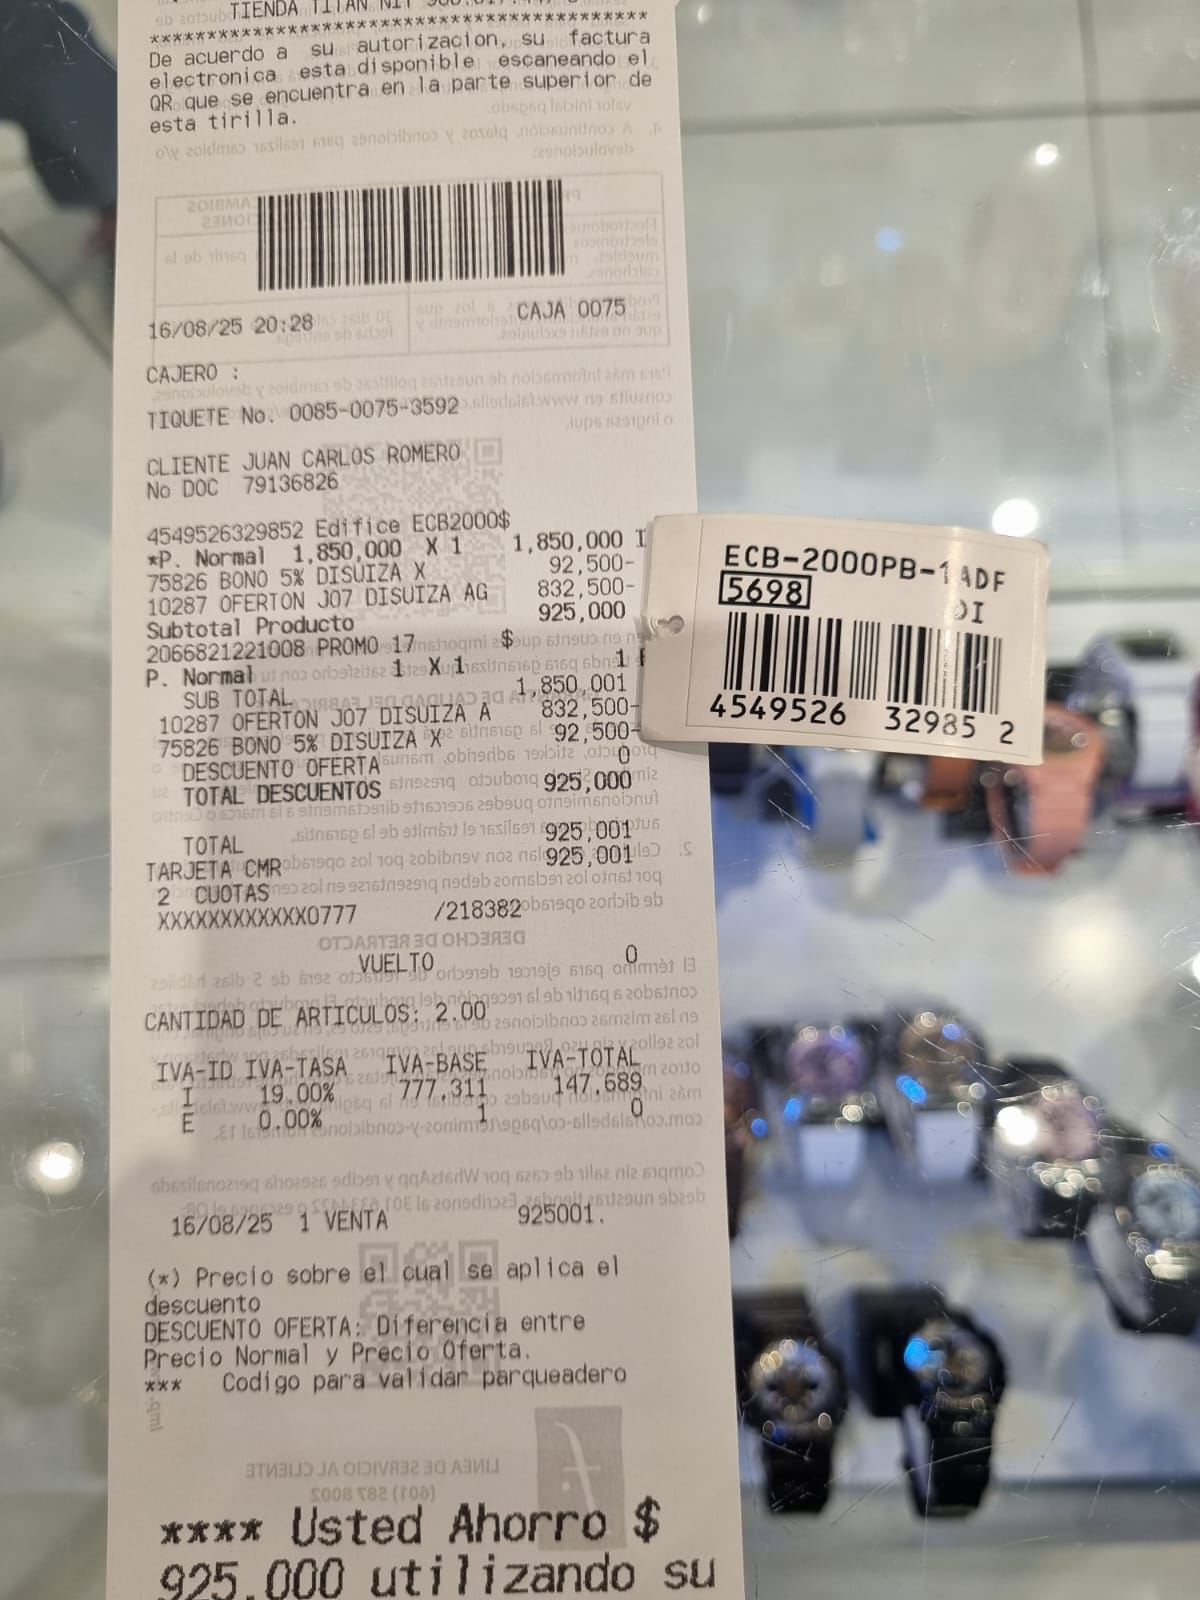 TIENDA TITAN NIT
****************************************
De acuerdo a su autorizacion, su factura
electronica esta disponible escaneando el
QR que se encuentra en la parte superior de
esta tirilla.
16/08/25 20:28 CAJA 0075
CAJERO :
TIQUETE No. 0085-0075-3592
CLIENTE JUAN CARLOS ROMERO
No DOC 79136826
4549526329852 Edifice ECB2000$
*P. Normal 1,850,000 X 1 1,850,000 I
75826 BONO 5% DISUIZA X 92,500-
10287 OFERTON J07 DISUIZA AG 832,500-
Subtotal Producto 925,000
2066821221008 PROMO 17 $
P. Normal 1 X 1 1
SUB TOTAL 1,850,001
10287 OFERTON J07 DISUIZA A 832,500-
75826 BONO 5% DISUIZA X 92,500-
DESCUENTO OFERTA 0
TOTAL DESCUENTOS 925,000
TOTAL 925,001
TARJETA CMR 925,001
2 CUOTAS
XXXXXXXXXXXX0777 /218382
VUELTO 0
CANTIDAD DE ARTICULOS: 2.00
IVA-ID IVA-TASA IVA-BASE IVA-TOTAL
I 19.00% 777,311 147,689
E 0.00% 1 0
16/08/25 1 VENTA 925001.
(*) Precio sobre el cual se aplica el
descuento
DESCUENTO OFERTA: Diferencia entre
Precio Normal y Precio Oferta.
*** Codigo para validar parqueadero
**** Usted Ahorro $
925.000 utilizando su
ECB-2000PB-1ADF
5698
DI
4549526 32985 2